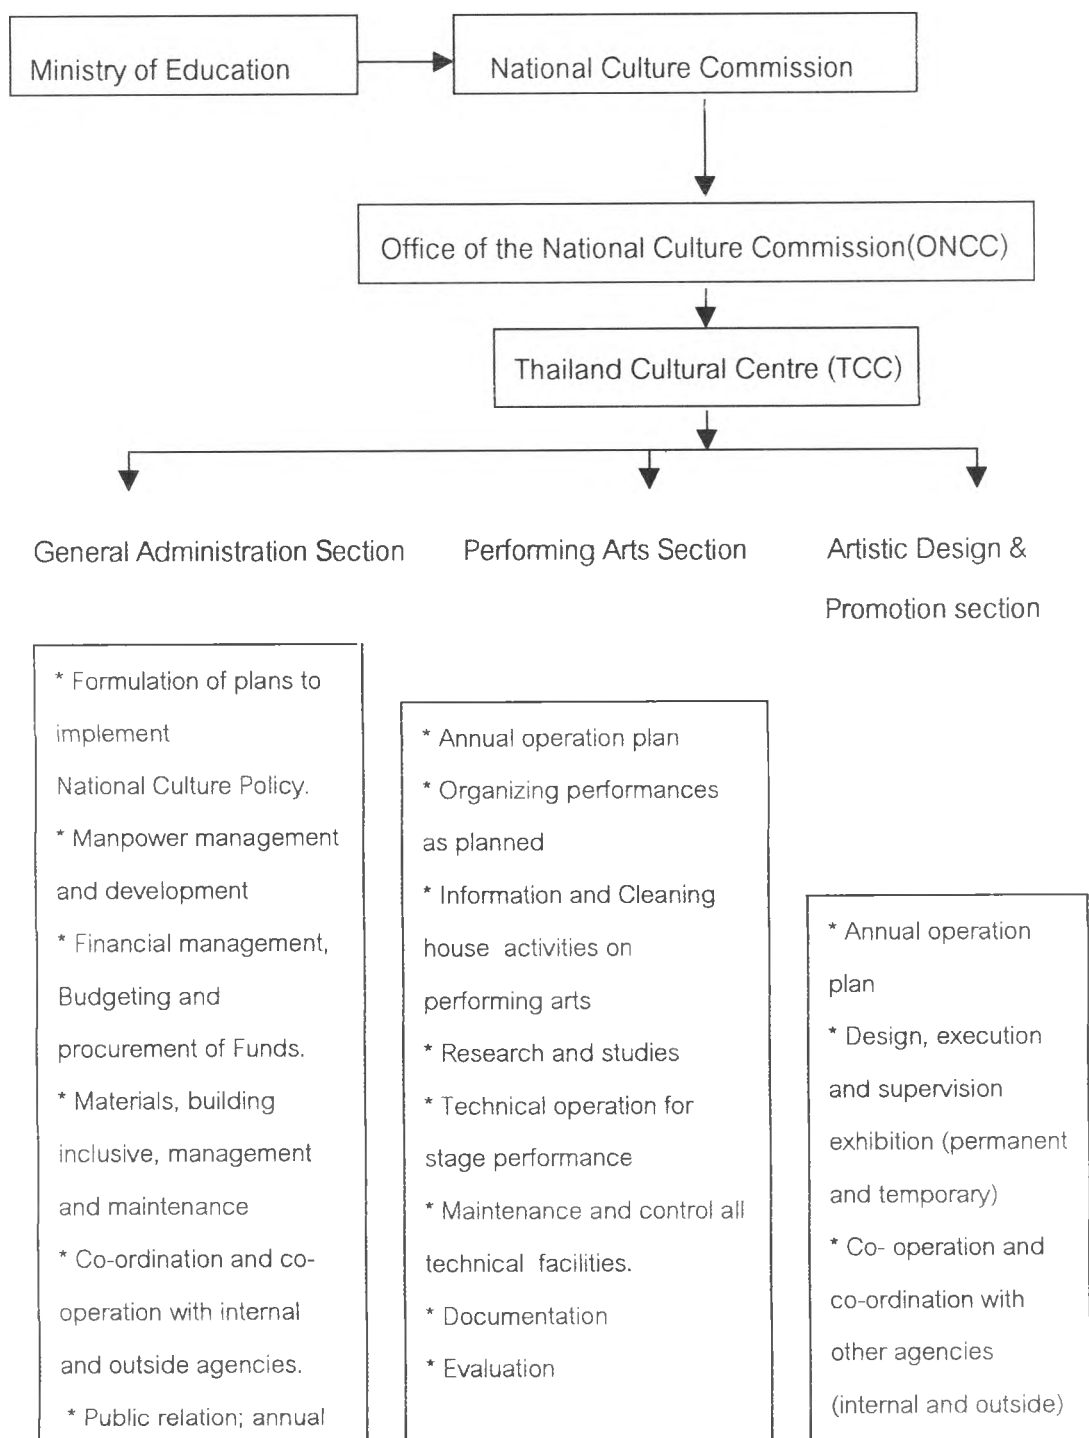 Ministry of Education
National Culture Commission
Office of the National Culture Commission(ONCC)
Thailand Cultural Centre (TCC)
General Administration Section
Performing Arts Section
Artistic Design &
Promotion section
* Formulation of plans to
implement
National Culture Policy.
* Manpower management
and development
* Financial management,
Budgeting and
procurement of Funds.
* Materials, building
inclusive, management
and maintenance
* Co-ordination and co-
operation with internal
and outside agencies.
* Public relation; annual
* Annual operation plan
* Organizing performances
as planned
* Information and Cleaning
house activities on
performing arts
* Research and studies
* Technical operation for
stage performance
* Maintenance and control all
technical facilities.
* Documentation
* Evaluation
* Annual operation
plan
* Design, execution
and supervision
exhibition (permanent
and temporary)
* Co- operation and
co-ordination with
other agencies
(internal and outside)